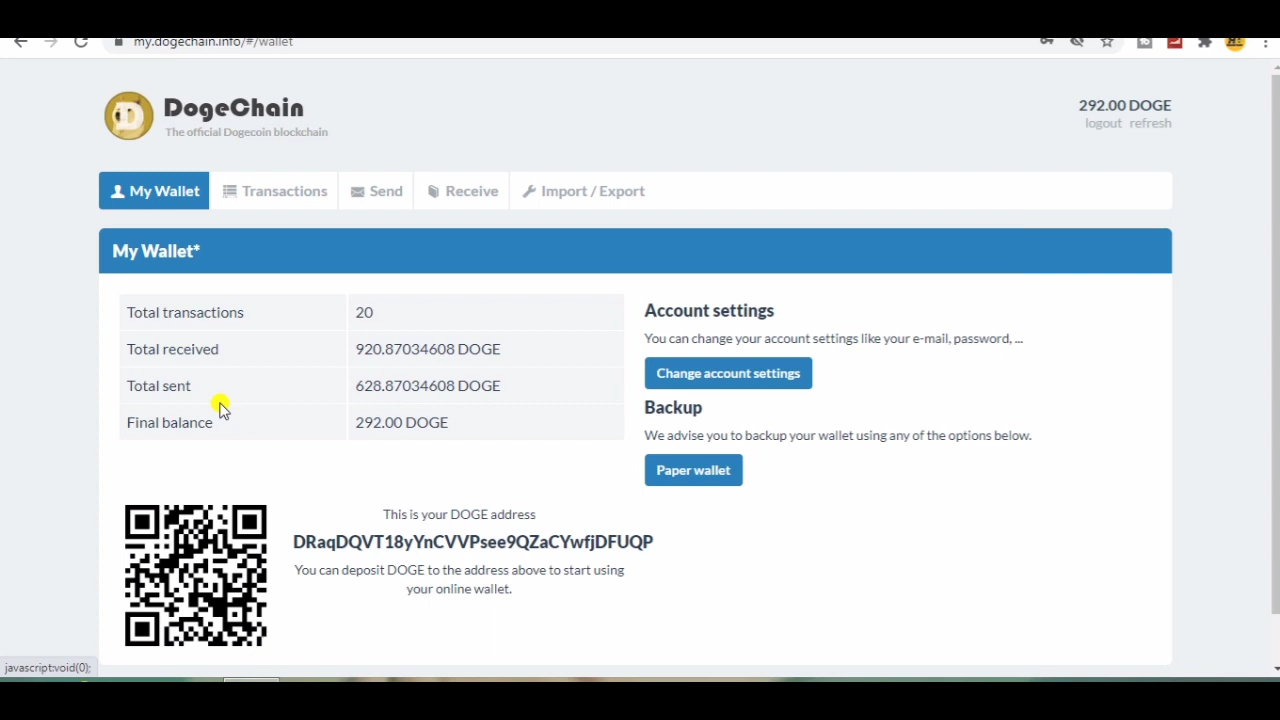 my.dogechain.info/#/wallet
DogeChain
The official Dogecoin blockchain
292.00 DOGE
logout refresh
My Wallet Transactions Send Receive Import / Export
My Wallet*
Total transactions 20
Total received 920.87034608 DOGE
Total sent 628.87034608 DOGE
Final balance 292.00 DOGE
Account settings
You can change your account settings like your e-mail, password, ...
Change account settings
Backup
We advise you to backup your wallet using any of the options below.
Paper wallet
This is your DOGE address
DRaqDQVT18yYnCVVPsee9QZaCYwfjDFUQP
You can deposit DOGE to the address above to start using
your online wallet.
javascript:void(0);